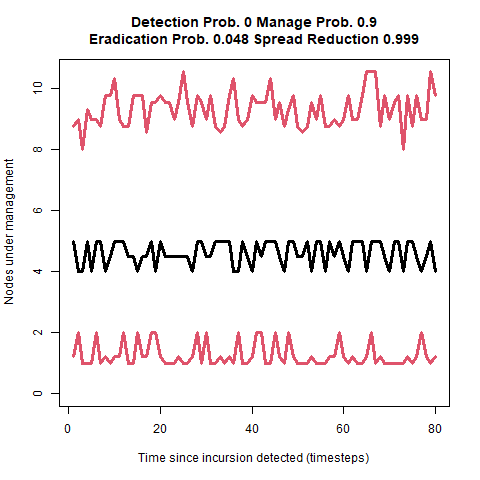 Detection Prob. 0 Manage Prob. 0.9
Eradication Prob. 0.048 Spread Reduction 0.999
Nodes under management
10
8
6
4
2
0
0 20 40 60 80
Time since incursion detected (timesteps)